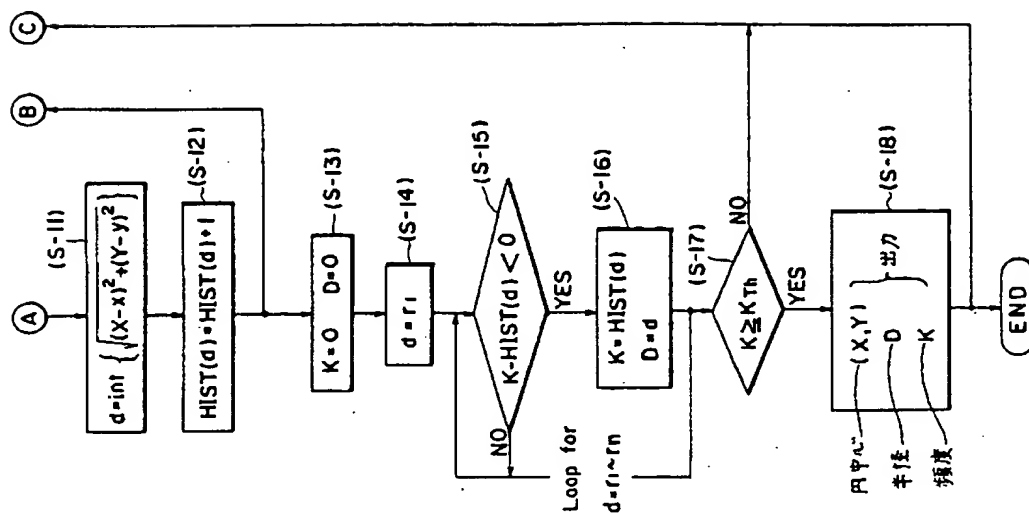 A
B
C
(S-11)
d=int {√(X-x)²+(Y-y)²}
(S-12)
HIST(d)=HIST(d)+1
(S-13)
K=0 D=0
(S-14)
d=r1
(S-15)
K-HIST(d)<0
NO
YES
(S-16)
K=HIST(d)
D=d
Loop for
d=r1~rn
(S-17)
K≧KTh
NO
YES
(S-18)
円中心 (X,Y)
半径 D
頻度 K
出力
END